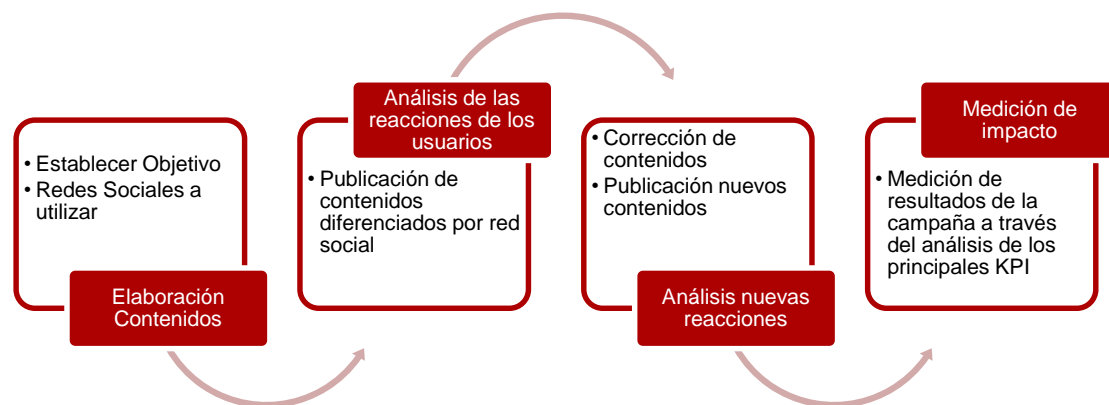 • Establecer Objetivo
• Redes Sociales a
utilizar
Elaboración
Contenidos
Análisis de las
reacciones de los
usuarios
• Publicación de
contenidos
diferenciados por red
social
• Corrección de
contenidos
• Publicación nuevos
contenidos
Análisis nuevas
reacciones
Medición de
impacto
• Medición de
resultados de la
campaña a través
del análisis de los
principales KPI